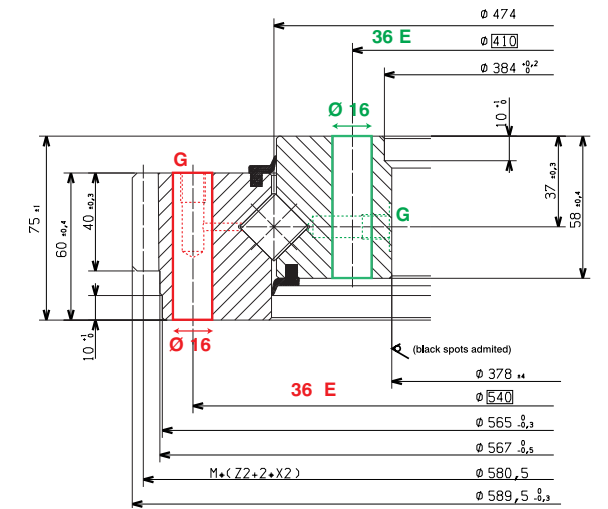 Ø 474
36 E
Ø 410
Ø 384 +0,2 0
Ø 16
10 +1 0
G
G
75 ±1
60 ±0,4
40 ±0,3
37 ±0,3
58 ±0,4
10 +1 0
Ø 16
(black spots admited)
36 E
Ø 378 ±4
Ø 540
Ø 565 0 -0,3
Ø 567 0 -0,5
M*(Z2+2*X2) Ø 580,5
Ø 589,5 0 -0,3